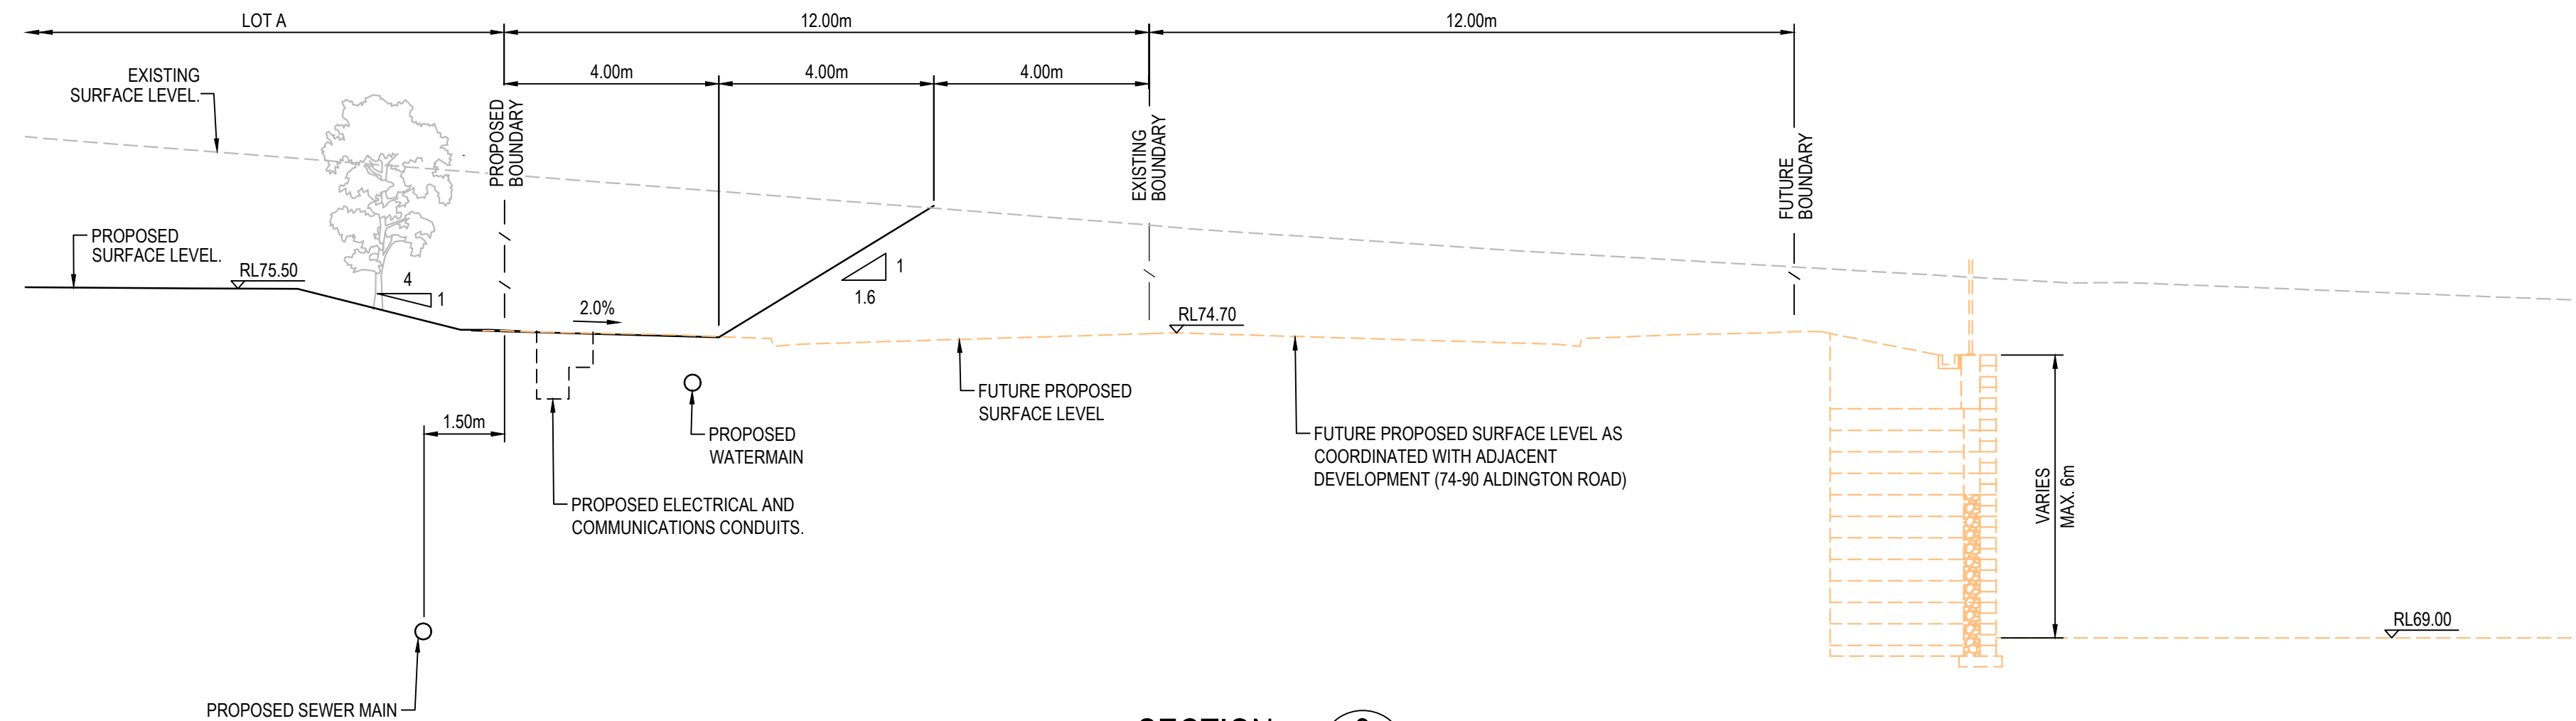 LOT A
12.00m
12.00m
4.00m
4.00m
4.00m
EXISTING
SURFACE LEVEL.
PROPOSED
BOUNDARY
EXISTING
BOUNDARY
FUTURE
BOUNDARY
PROPOSED
SURFACE LEVEL.
RL75.50
4
1
2.0%
1
1.6
RL74.70
1.50m
PROPOSED
WATERMAIN
FUTURE PROPOSED
SURFACE LEVEL
FUTURE PROPOSED SURFACE LEVEL AS
COORDINATED WITH ADJACENT
DEVELOPMENT (74-90 ALDINGTON ROAD)
PROPOSED ELECTRICAL AND
COMMUNICATIONS CONDUITS.
VARIES
MAX. 6m
RL69.00
PROPOSED SEWER MAIN
SECTION